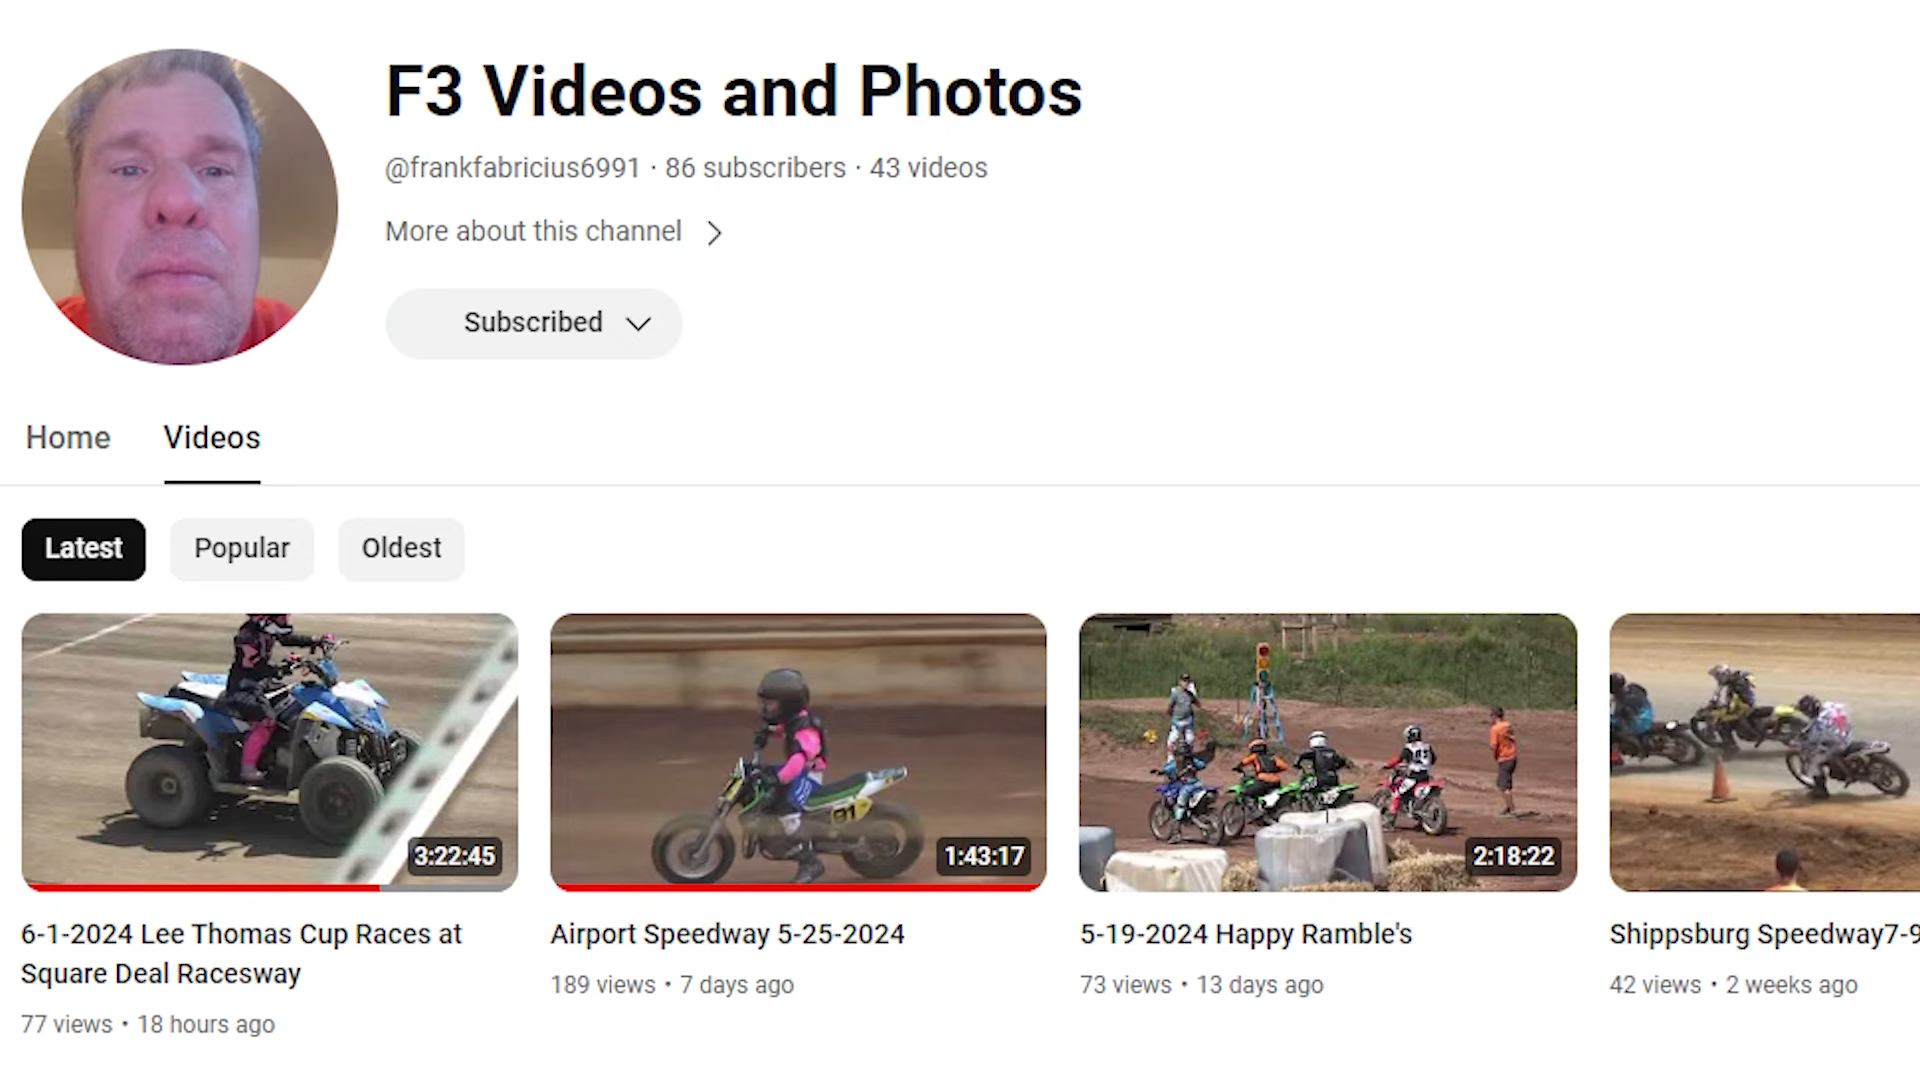 F3 Videos and Photos
@frankfabricius6991 · 86 subscribers · 43 videos
More about this channel
Subscribed
Home Videos
Latest Popular Oldest
3:22:45 1:43:17 2:18:22
6-1-2024 Lee Thomas Cup Races at
Square Deal Racesway
77 views • 18 hours ago
Airport Speedway 5-25-2024
189 views • 7 days ago
5-19-2024 Happy Ramble's
73 views • 13 days ago
Shippsburg Speedway7-9
42 views • 2 weeks ago